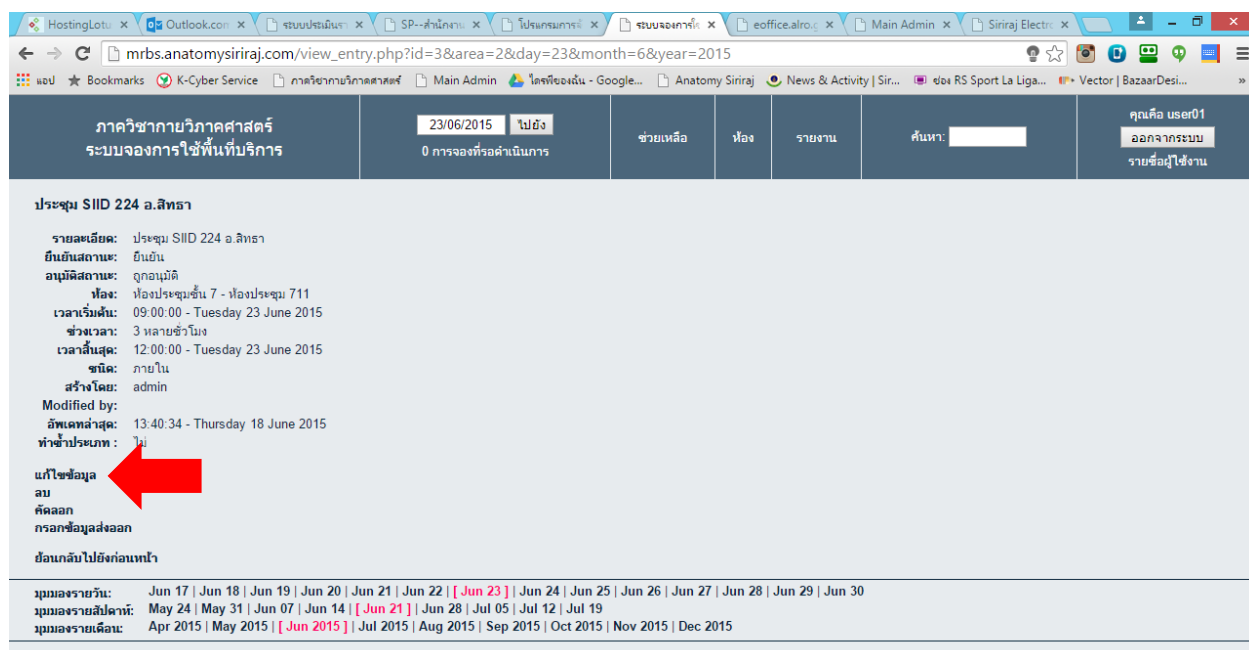 HostingLotu
Outlook.com
ระบบประเมินรา
SP--สำนักงาน
โปรแกรมการจ
ระบบจองการใช
eoffice.alro.g
Main Admin
Siriraj Electro
mrbs.anatomysiriraj.com/view_entry.php?id=3&area=2&day=23&month=6&year=2015
แอป Bookmarks K-Cyber Service ภาควิชากายวิภาคศาสตร์ Main Admin ไดรฟ์ของฉัน - Google... Anatomy Siriraj News & Activity | Sir... ช่อง RS Sport La Liga... Vector | BazaarDesi... »
ภาควิชากายวิภาคศาสตร์
ระบบจองการใช้พื้นที่บริการ
23/06/2015 ไปยัง
0 การจองที่รอดำเนินการ
ช่วยเหลือ
ห้อง
รายงาน
ค้นหา:
คุณคือ user01
ออกจากระบบ
รายชื่อผู้ใช้งาน
ประชุม SIID 224 อ.สิทธา
รายละเอียด: ประชุม SIID 224 อ.สิทธา
ยืนยันสถานะ: ยืนยัน
อนุมัติสถานะ: ถูกอนุมัติ
ห้อง: ห้องประชุมชั้น 7 - ห้องประชุม 711
เวลาเริ่มต้น: 09:00:00 - Tuesday 23 June 2015
ช่วงเวลา: 3 หลายชั่วโมง
เวลาสิ้นสุด: 12:00:00 - Tuesday 23 June 2015
ชนิด: ภายใน
สร้างโดย: admin
Modified by:
อัพเดทล่าสุด: 13:40:34 - Thursday 18 June 2015
ทำซ้ำประเภท : ไม่
แก้ไขข้อมูล
ลบ
คัดลอก
กรอกข้อมูลส่งออก
ย้อนกลับไปยังก่อนหน้า
มุมมองรายวัน: Jun 17 | Jun 18 | Jun 19 | Jun 20 | Jun 21 | Jun 22 | [ Jun 23 ] | Jun 24 | Jun 25 | Jun 26 | Jun 27 | Jun 28 | Jun 29 | Jun 30
มุมมองรายสัปดาห์: May 24 | May 31 | Jun 07 | Jun 14 | [ Jun 21 ] | Jun 28 | Jul 05 | Jul 12 | Jul 19
มุมมองรายเดือน: Apr 2015 | May 2015 | [ Jun 2015 ] | Jul 2015 | Aug 2015 | Sep 2015 | Oct 2015 | Nov 2015 | Dec 2015